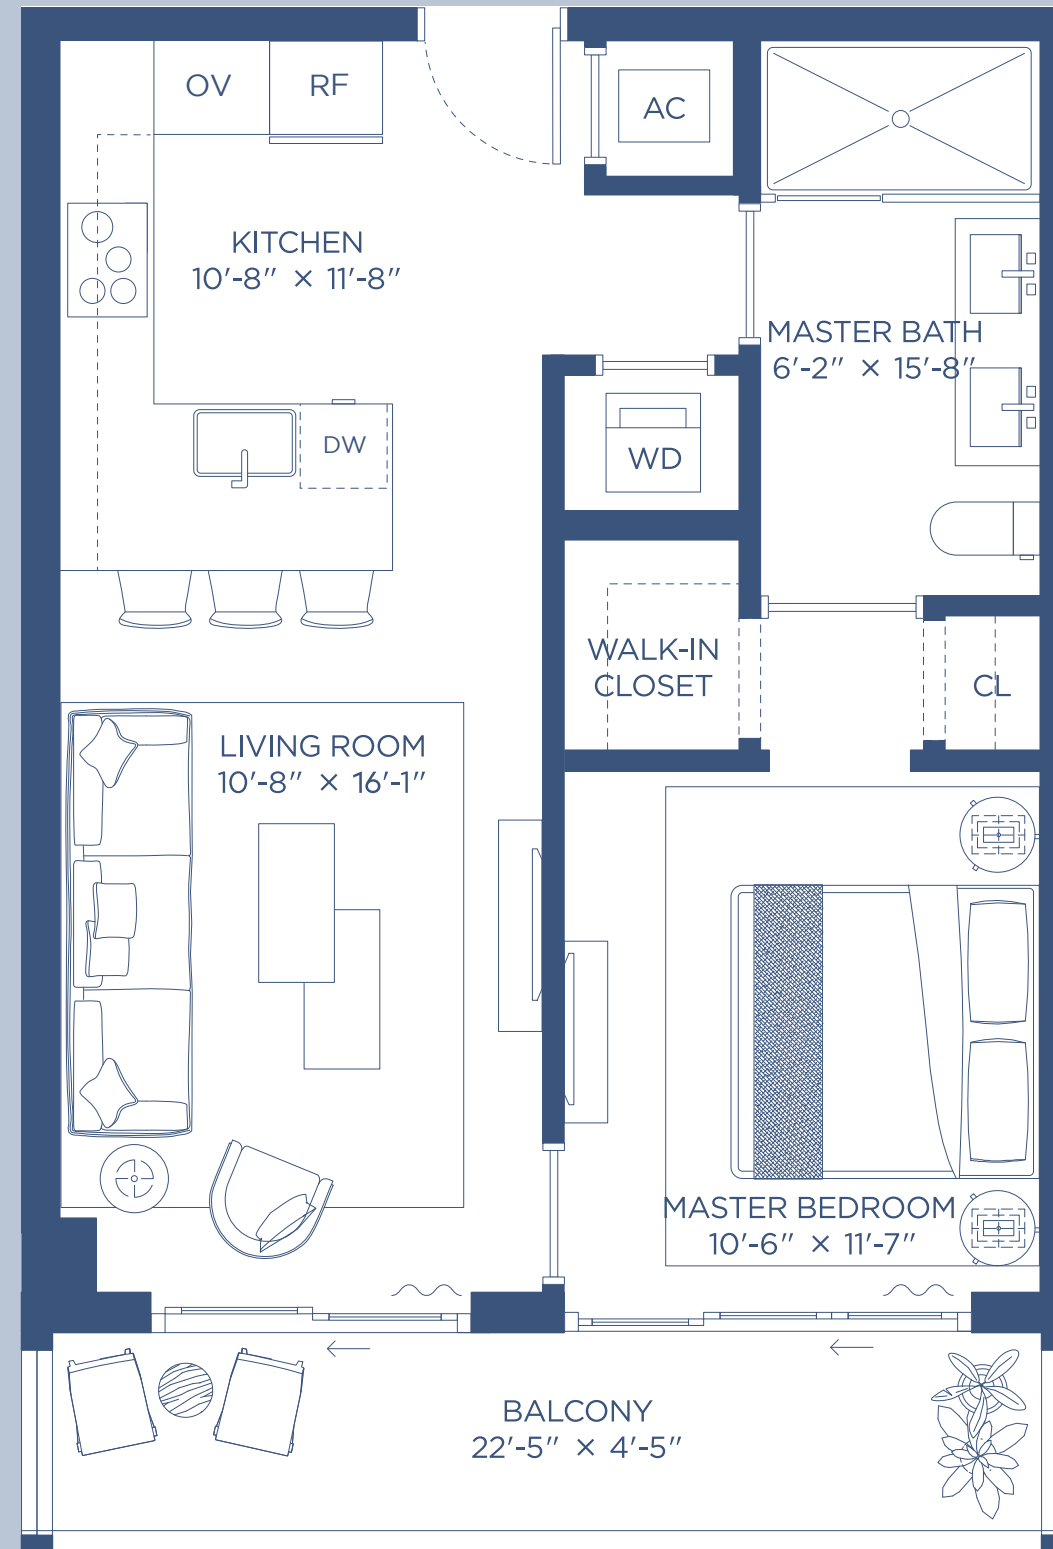 OV
RF
AC
KITCHEN
10'-8" × 11'-8"
MASTER BATH
6'-2" × 15'-8"
DW
WD
WALK-IN
CLOSET
CL
LIVING ROOM
10'-8" × 16'-1"
MASTER BEDROOM
10'-6" × 11'-7"
BALCONY
22'-5" × 4'-5"